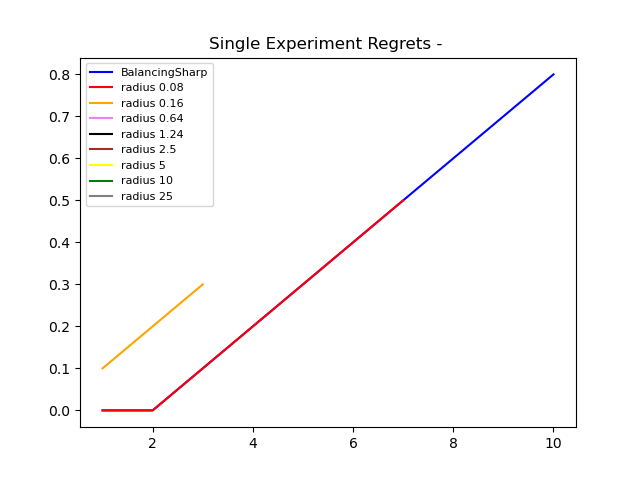 Single Experiment Regrets -
BalancingSharp
radius 0.08
radius 0.16
radius 0.64
radius 1.24
radius 2.5
radius 5
radius 10
radius 25
0.8
0.7
0.6
0.5
0.4
0.3
0.2
0.1
0.0
2 4 6 8 10